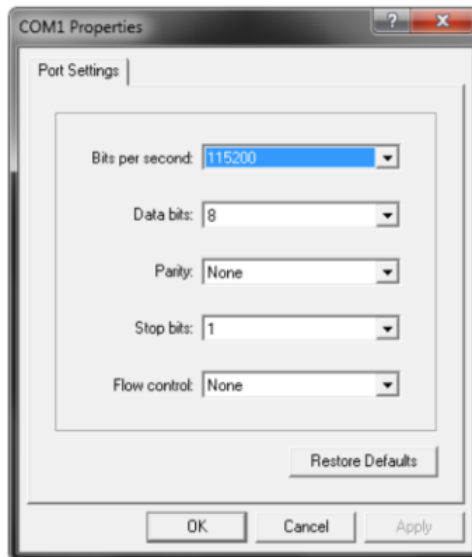 COM1 Properties
Port Settings
Bits per second: 115200
Data bits: 8
Parity: None
Stop bits: 1
Flow control: None
Restore Defaults
OK Cancel Apply